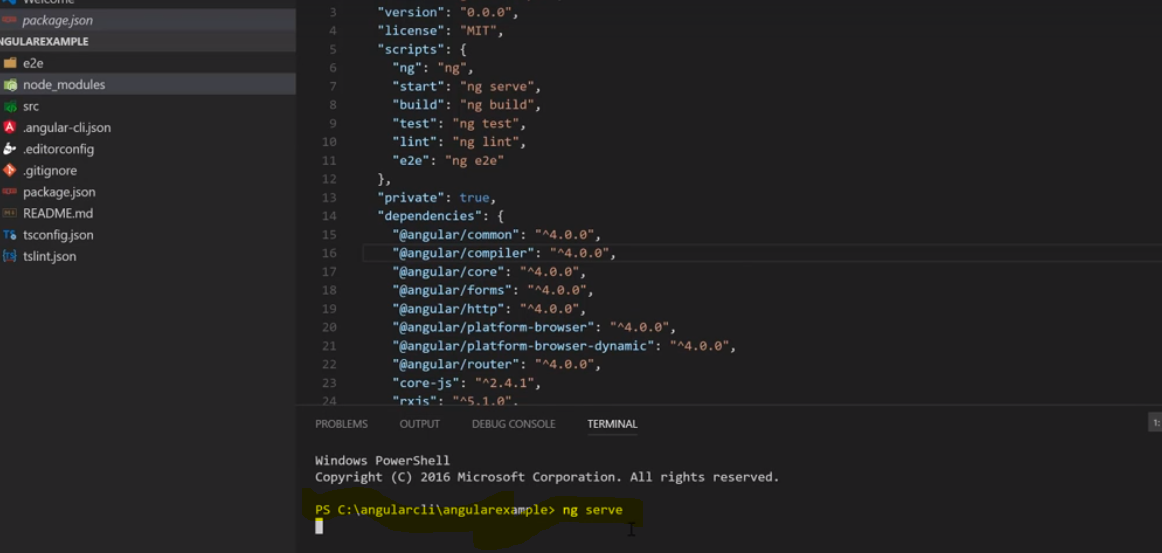 Welcome
package.json
NGULAREXAMPLE
e2e
node_modules
src
.angular-cli.json
.editorconfig
.gitignore
package.json
README.md
tsconfig.json
tslint.json
3 "version": "0.0.0",
4 "license": "MIT",
5 "scripts": {
6 "ng": "ng",
7 "start": "ng serve",
8 "build": "ng build",
9 "test": "ng test",
10 "lint": "ng lint",
11 "e2e": "ng e2e"
12 },
13 "private": true,
14 "dependencies": {
15 "@angular/common": "^4.0.0",
16 "@angular/compiler": "^4.0.0",
17 "@angular/core": "^4.0.0",
18 "@angular/forms": "^4.0.0",
19 "@angular/http": "^4.0.0",
20 "@angular/platform-browser": "^4.0.0",
21 "@angular/platform-browser-dynamic": "^4.0.0",
22 "@angular/router": "^4.0.0",
23 "core-js": "^2.4.1",
24 "rxjs": "^5.1.0",
PROBLEMS OUTPUT DEBUG CONSOLE TERMINAL 1:
Windows PowerShell
Copyright (C) 2016 Microsoft Corporation. All rights reserved.
PS C:\angularcli\angularexample> ng serve